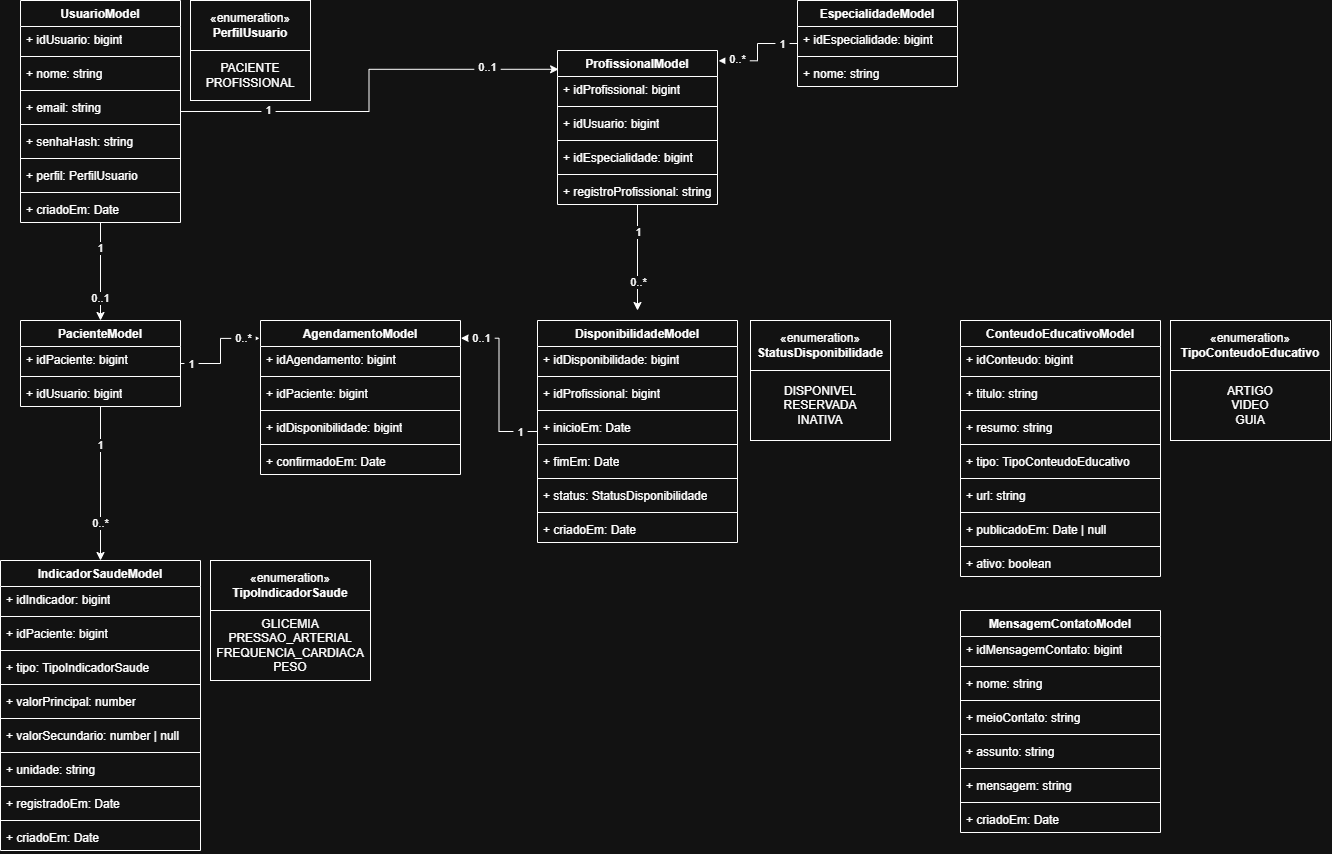 UsuarioModel
+ idUsuario: bigint
+ nome: string
+ email: string
+ senhaHash: string
+ perfil: PerfilUsuario
+ criadoEm: Date
«enumeration»
PerfilUsuario
PACIENTE
PROFISSIONAL
1
0..1
ProfissionalModel
+ idProfissional: bigint
+ idUsuario: bigint
+ idEspecialidade: bigint
+ registroProfissional: string
0..*
1
EspecialidadeModel
+ idEspecialidade: bigint
+ nome: string
1
0..1
1
0..*
PacienteModel
+ idPaciente: bigint
+ idUsuario: bigint
1
0..*
AgendamentoModel
+ idAgendamento: bigint
+ idPaciente: bigint
+ idDisponibilidade: bigint
+ confirmadoEm: Date
0..1
1
DisponibilidadeModel
+ idDisponibilidade: bigint
+ idProfissional: bigint
+ inicioEm: Date
+ fimEm: Date
+ status: StatusDisponibilidade
+ criadoEm: Date
«enumeration»
StatusDisponibilidade
DISPONIVEL
RESERVADA
INATIVA
ConteudoEducativoModel
+ idConteudo: bigint
+ titulo: string
+ resumo: string
+ tipo: TipoConteudoEducativo
+ url: string
+ publicadoEm: Date | null
+ ativo: boolean
«enumeration»
TipoConteudoEducativo
ARTIGO
VIDEO
GUIA
1
0..*
IndicadorSaudeModel
+ idIndicador: bigint
+ idPaciente: bigint
+ tipo: TipoIndicadorSaude
+ valorPrincipal: number
+ valorSecundario: number | null
+ unidade: string
+ registradoEm: Date
+ criadoEm: Date
«enumeration»
TipoIndicadorSaude
GLICEMIA
PRESSAO_ARTERIAL
FREQUENCIA_CARDIACA
PESO
MensagemContatoModel
+ idMensagemContato: bigint
+ nome: string
+ meioContato: string
+ assunto: string
+ mensagem: string
+ criadoEm: Date